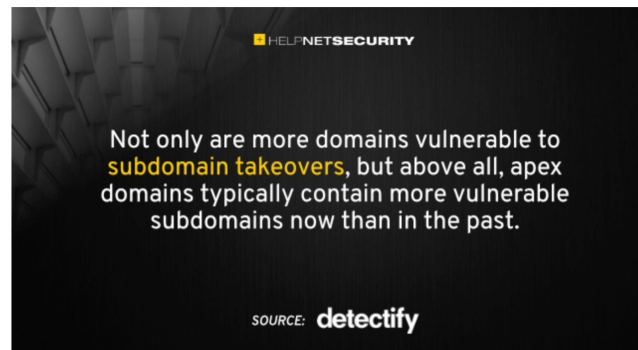 HELPNETSECURITY
Not only are more domains vulnerable to
subdomain takeovers, but above all, apex
domains typically contain more vulnerable
subdomains now than in the past.
SOURCE: detectify